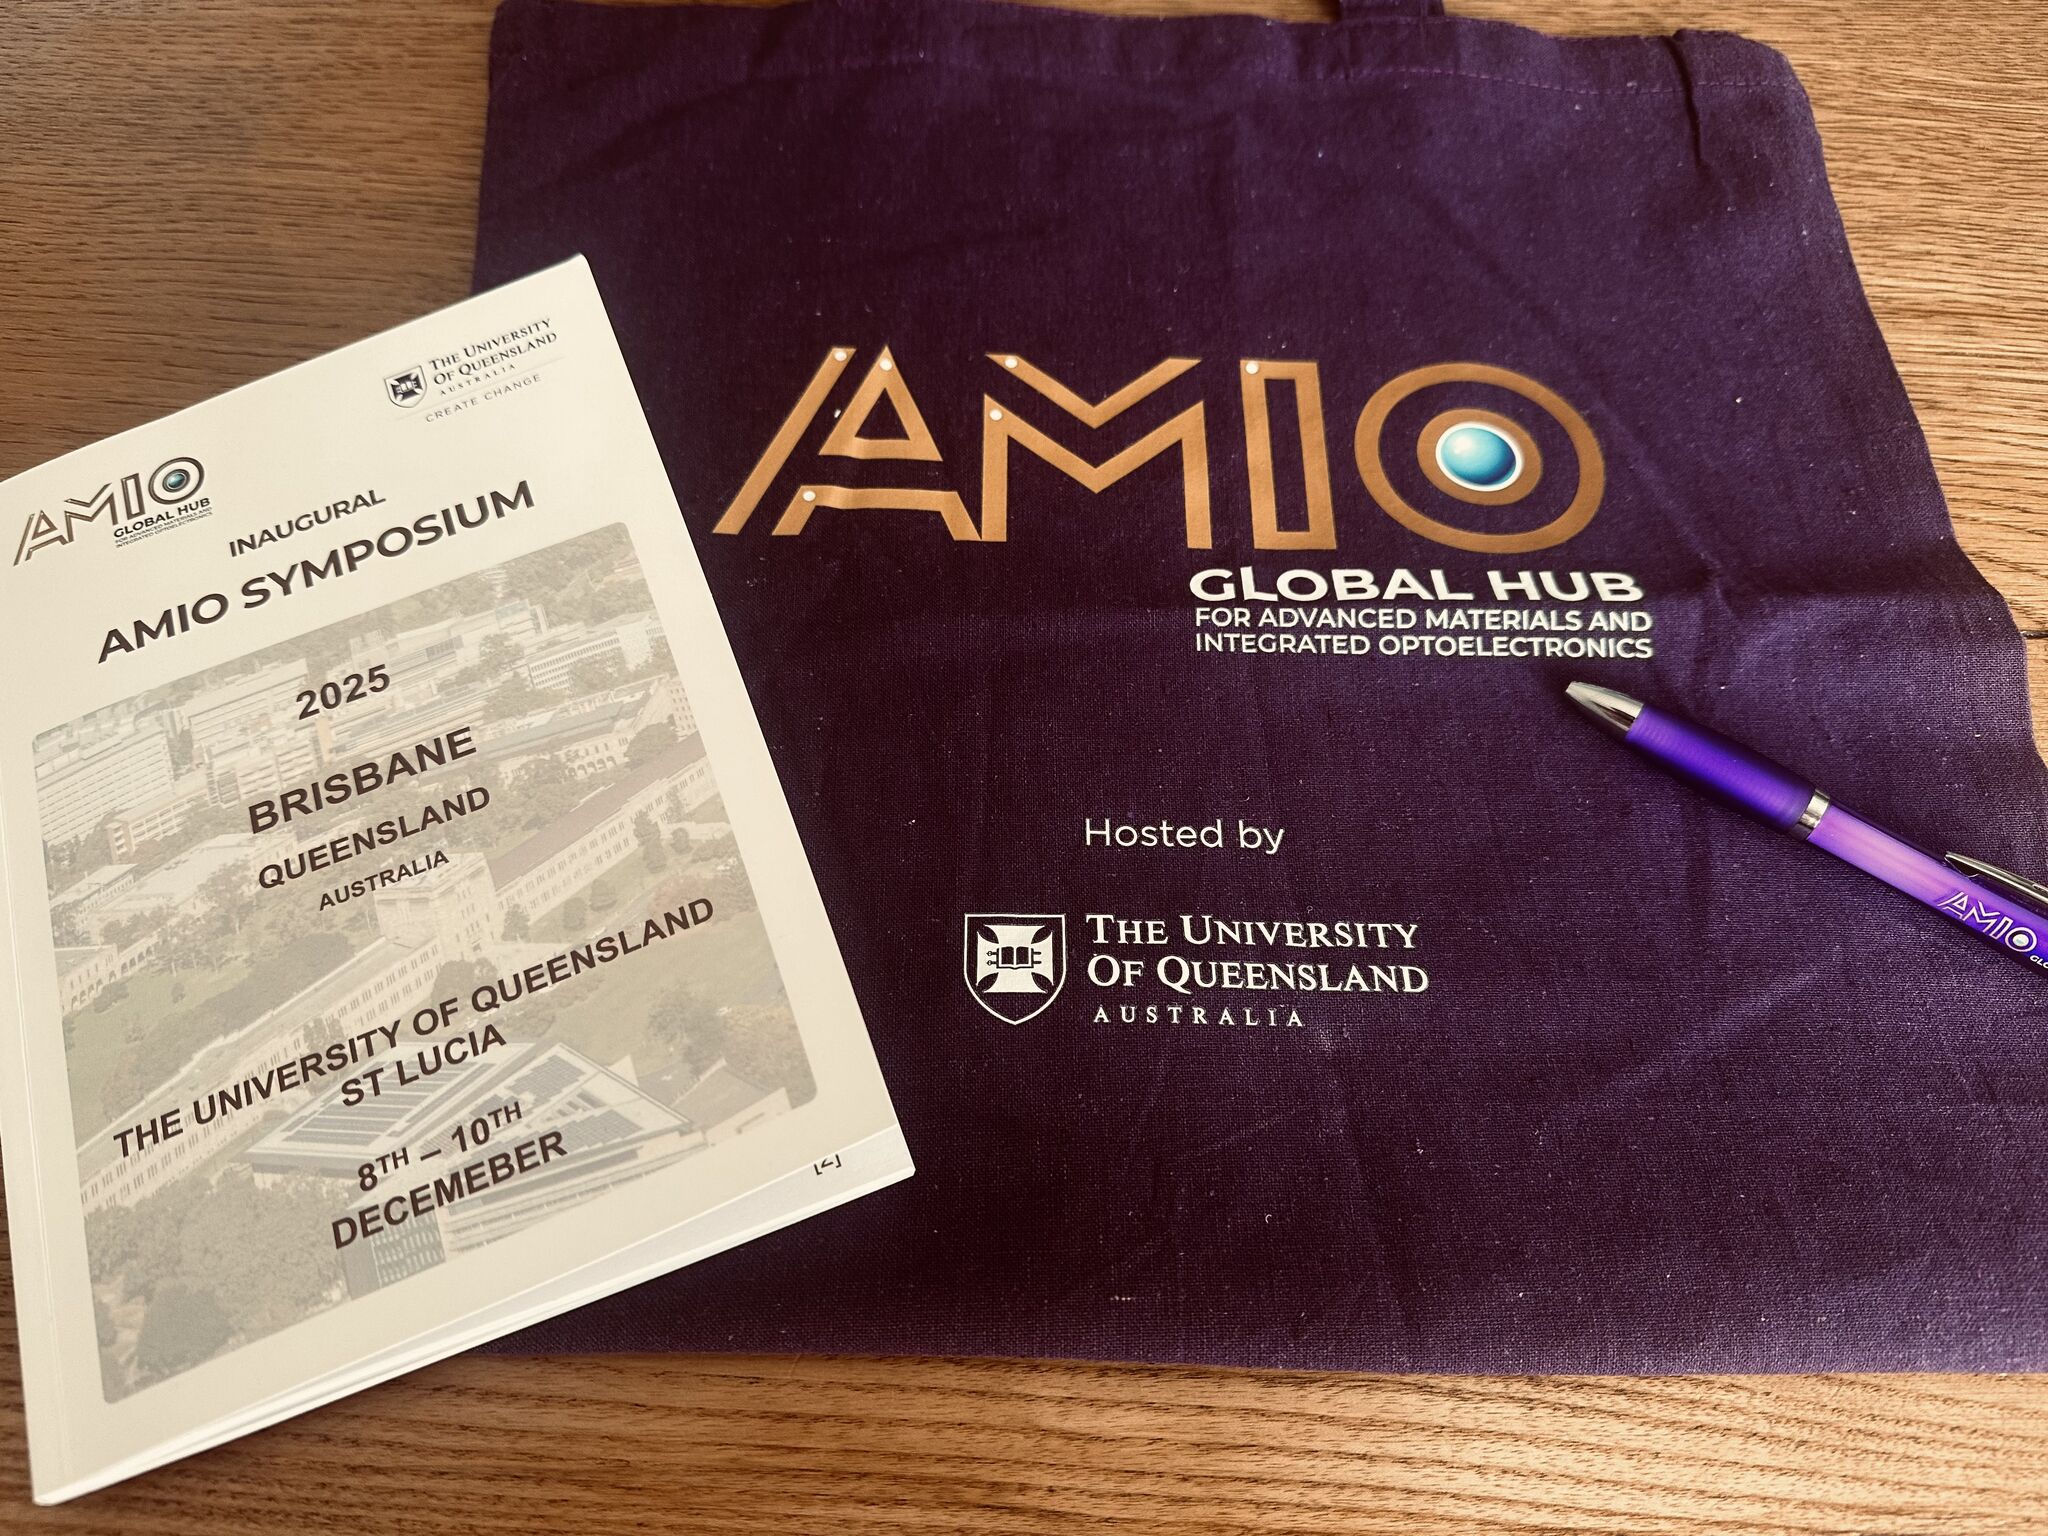 THE UNIVERSITY
OF QUEENSLAND
AUSTRALIA
CREATE CHANGE
AMIO
GLOBAL HUB
FOR ADVANCED MATERIALS AND
INTEGRATED OPTOELECTRONICS
INAUGURAL
AMIO SYMPOSIUM
2025
BRISBANE
QUEENSLAND
AUSTRALIA
THE UNIVERSITY OF QUEENSLAND
ST LUCIA
8TH – 10TH
DECEMEBER
AMIO
GLOBAL HUB
FOR ADVANCED MATERIALS AND
INTEGRATED OPTOELECTRONICS
Hosted by
THE UNIVERSITY
OF QUEENSLAND
AUSTRALIA
AMIO